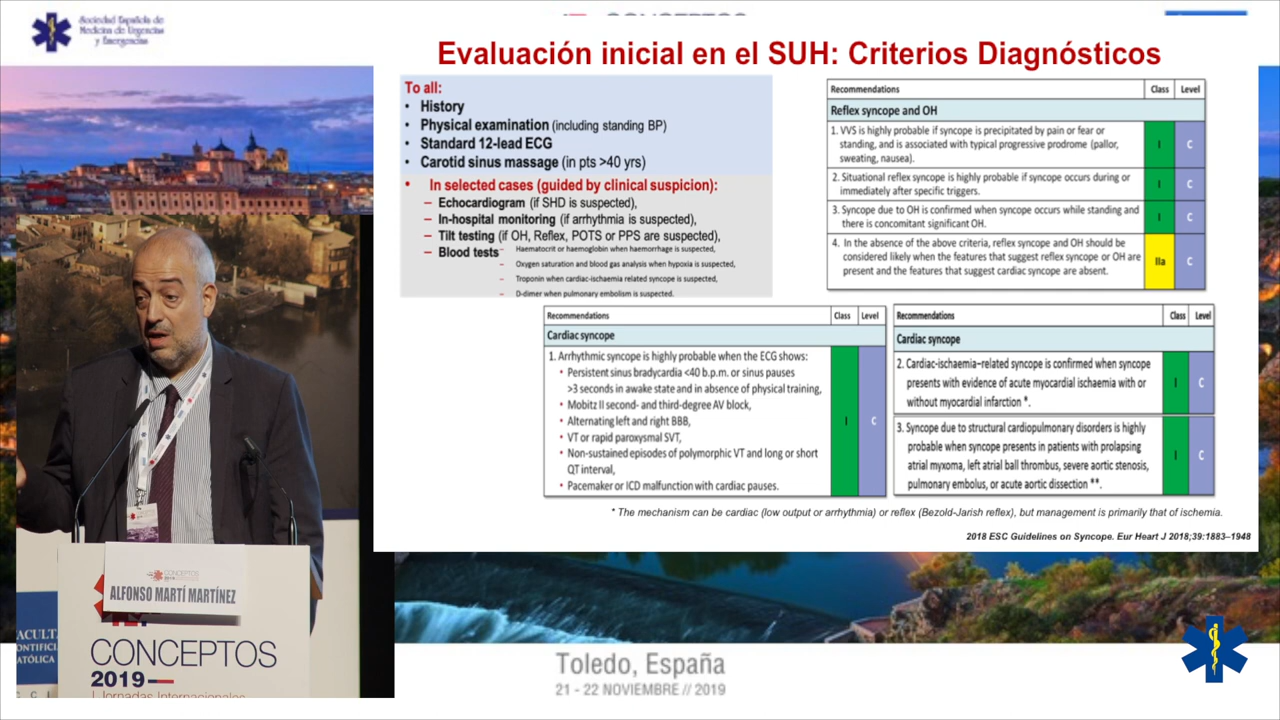 Sociedad Española de
Medicina de Urgencias
y Emergencias
CONCEPTOS
Evaluación inicial en el SUH: Criterios Diagnósticos
To all:
• History
• Physical examination (including standing BP)
• Standard 12-lead ECG
• Carotid sinus massage (in pts >40 yrs)
• In selected cases (guided by clinical suspicion):
– Echocardiogram (if SHD is suspected),
– In-hospital monitoring (if arrhythmia is suspected),
– Tilt testing (if OH, Reflex, POTS or PPS are suspected),
– Blood tests
– Haematocrit or haemoglobin when haemorrhage is suspected,
– Oxygen saturation and blood gas analysis when hypoxia is suspected,
– Troponin when cardiac-ischaemia related syncope is suspected,
– D-dimer when pulmonary embolism is suspected.
Recommendations Class Level
Reflex syncope and OH
1. VVS is highly probable if syncope is precipitated by pain or fear or
standing, and is associated with typical progressive prodrome (pallor,
sweating, nausea).
I C
2. Situational reflex syncope is highly probable if syncope occurs during or
immediately after specific triggers.
I C
3. Syncope due to OH is confirmed when syncope occurs while standing and
there is concomitant significant OH.
I C
4. In the absence of the above criteria, reflex syncope and OH should be
considered likely when the features that suggest reflex syncope or OH are
present and the features that suggest cardiac syncope are absent.
IIa C
Recommendations Class Level
Cardiac syncope
1. Arrhythmic syncope is highly probable when the ECG shows:
• Persistent sinus bradycardia <40 b.p.m. or sinus pauses
>3 seconds in awake state and in absence of physical training,
• Mobitz II second- and third-degree AV block,
• Alternating left and right BBB,
• VT or rapid paroxysmal SVT,
• Non-sustained episodes of polymorphic VT and long or short
QT interval,
• Pacemaker or ICD malfunction with cardiac pauses.
I C
Recommendations Class Level
Cardiac syncope
2. Cardiac-ischaemia–related syncope is confirmed when syncope
presents with evidence of acute myocardial ischaemia with or
without myocardial infarction *.
I C
3. Syncope due to structural cardiopulmonary disorders is highly
probable when syncope presents in patients with prolapsing
atrial myxoma, left atrial ball thrombus, severe aortic stenosis,
pulmonary embolus, or acute aortic dissection **.
I C
* The mechanism can be cardiac (low output or arrhythmia) or reflex (Bezold-Jarish reflex), but management is primarily that of ischemia.
2018 ESC Guidelines on Syncope. Eur Heart J 2018;39:1883–1948
CONCEPTOS
2019
ALFONSO MARTÍ MARTÍNEZ
ACULT
ONTIFIC
ATÓLICA
CONCEPTOS
2019
I Jornadas Internacionales
Toledo, España
21 - 22 NOVIEMBRE // 2019